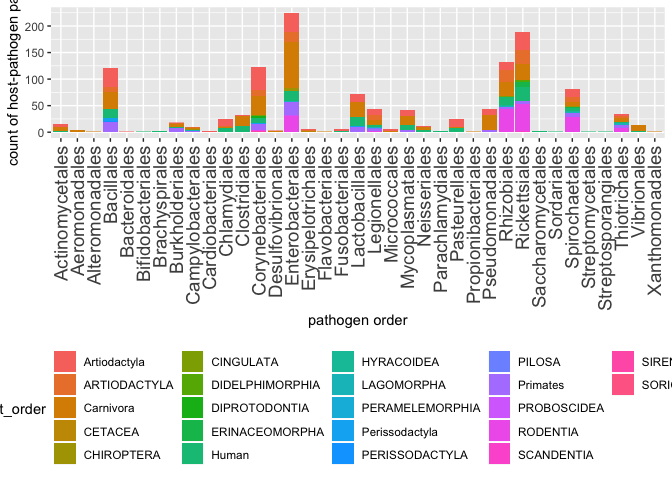 count of host-pathogen pa
200
150
100
50
0
Actinomycetales
Aeromonadales
Alteromonadales
Bacillales
Bacteroidales
Bifidobacteriales
Brachyspirales
Burkholderiales
Campylobacterales
Cardiobacteriales
Chlamydiales
Clostridiales
Corynebacteriales
Desulfovibrionales
Enterobacterales
Erysipelotrichales
Flavobacteriales
Fusobacteriales
Lactobacillales
Legionellales
Micrococcales
Mycoplasmatales
Neisseriales
Parachlamydiales
Pasteurellales
Propionibacteriales
Pseudomonadales
Rhizobiales
Rickettsiales
Saccharomycetales
Sordariales
Spirochaetales
Streptomycetales
Streptosporangiales
Thiotrichales
Vibrionales
Xanthomonadales
pathogen order
t_order
Artiodactyla
ARTIODACTYLA
Carnivora
CETACEA
CHIROPTERA
CINGULATA
DIDELPHIMORPHIA
DIPROTODONTIA
ERINACEOMORPHA
Human
HYRACOIDEA
LAGOMORPHA
PERAMELEMORPHIA
Perissodactyla
PERISSODACTYLA
PILOSA
Primates
PROBOSCIDEA
RODENTIA
SCANDENTIA
SIREN
SORIC